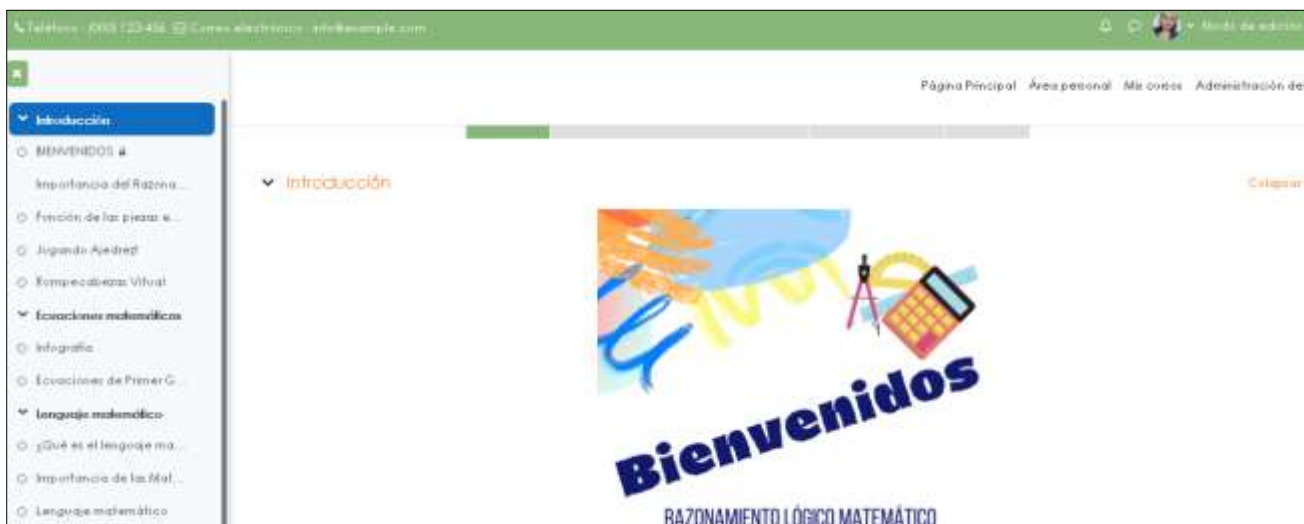 Teléfono : (000) 123 456 Correo electrónico : info@example.com
Modo de edición
Página Principal Área personal Mis cursos Administración del
Introducción
BIENVENIDOS
Importancia del Razona...
Función de las piezas e...
Jugando Ajedrez!
Rompecabezas Virtual
Ecuaciones matemáticas
Infografía
Ecuaciones de Primer G...
Lenguaje matemático
¿Qué es el lenguaje ma...
Importancia de las Mat...
Lenguaje matemático
Introducción
Colapsar
Bienvenidos
RAZONAMIENTO LÓGICO MATEMÁTICO